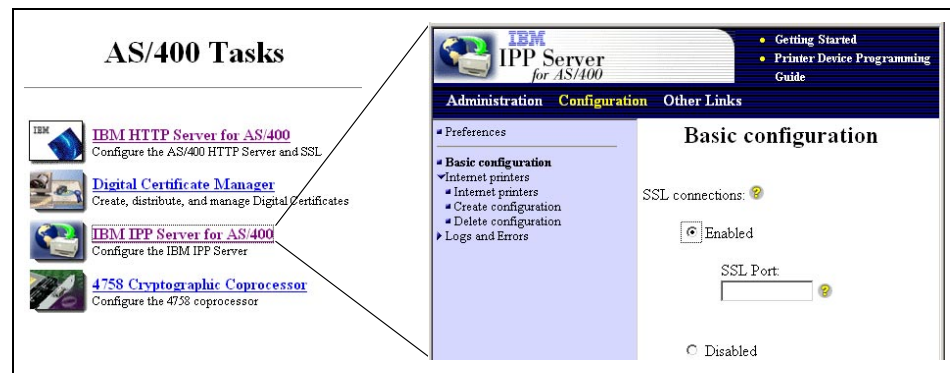 AS/400 Tasks
IBM
IBM HTTP Server for AS/400
Configure the AS/400 HTTP Server and SSL
Digital Certificate Manager
Create, distribute, and manage Digital Certificates
IBM IPP Server for AS/400
Configure the IBM IPP Server
4758 Cryptographic Coprocessor
Configure the 4758 coprocessor
IBM
IPP Server
for AS/400
Getting Started
Printer Device Programming
Guide
Administration Configuration Other Links
Preferences
Basic configuration
Internet printers
Internet printers
Create configuration
Delete configuration
Logs and Errors
Basic configuration
SSL connections: ?
Enabled
SSL Port:
?
Disabled